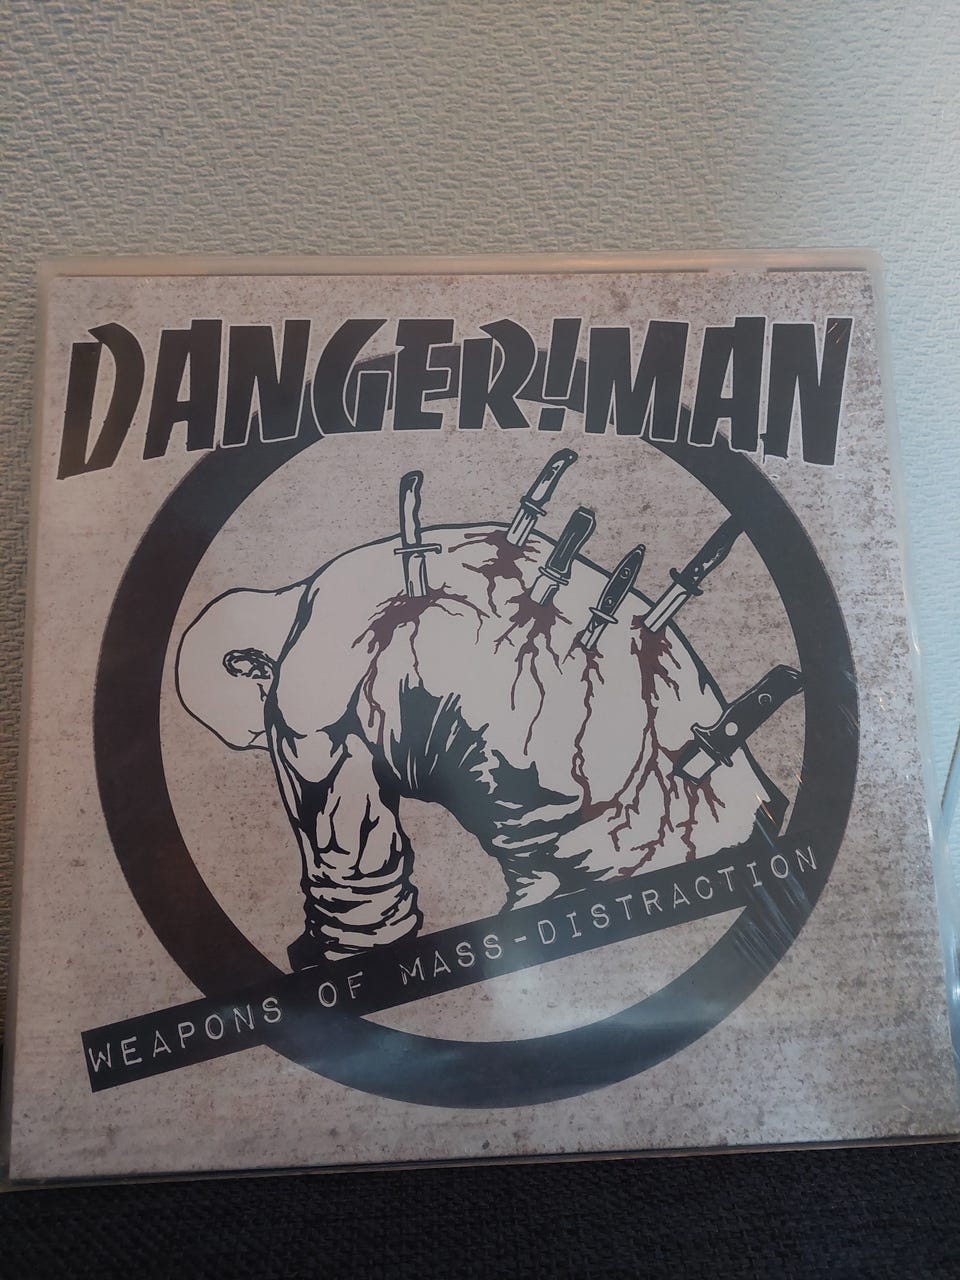 DANGER!MAN
WEAPONS OF MASS-DISTRACTION